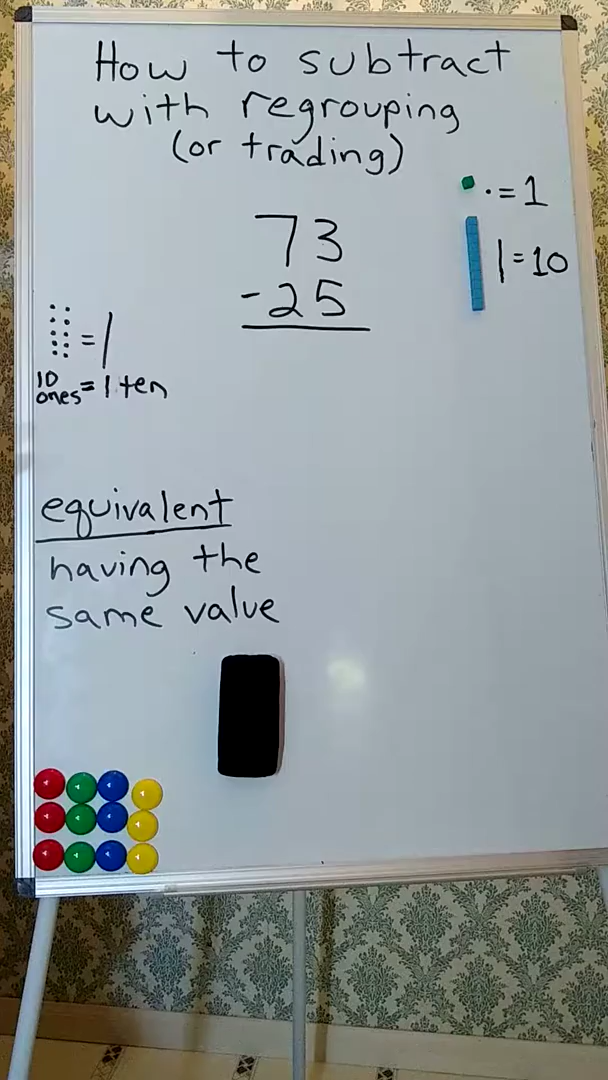 How to subtract
with regrouping
(or trading)
· = 1
| = 10
73
-25
= |
10 ones = 1 ten
equivalent
having the
same value